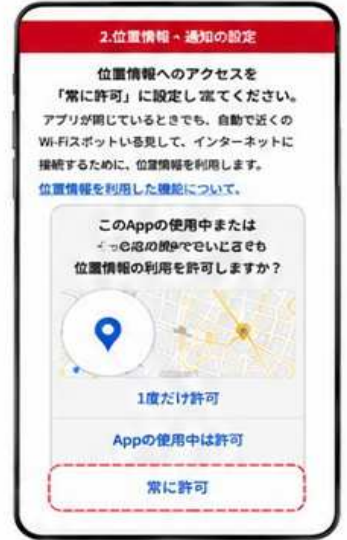 2.位置情報へ通知の設定
位置情報へのアクセスを
「常に許可」に設定し てください。
アプリが閉じているときでも、自動で近くの
Wi-Fiスポットいる見して、インターネットに
接続するために、位置情報を利用します。
位置情報を利用した機能について。
このAppの使用中または
位置情報の利用を許可しますか？
1度だけ許可
Appの使用中は許可
常に許可